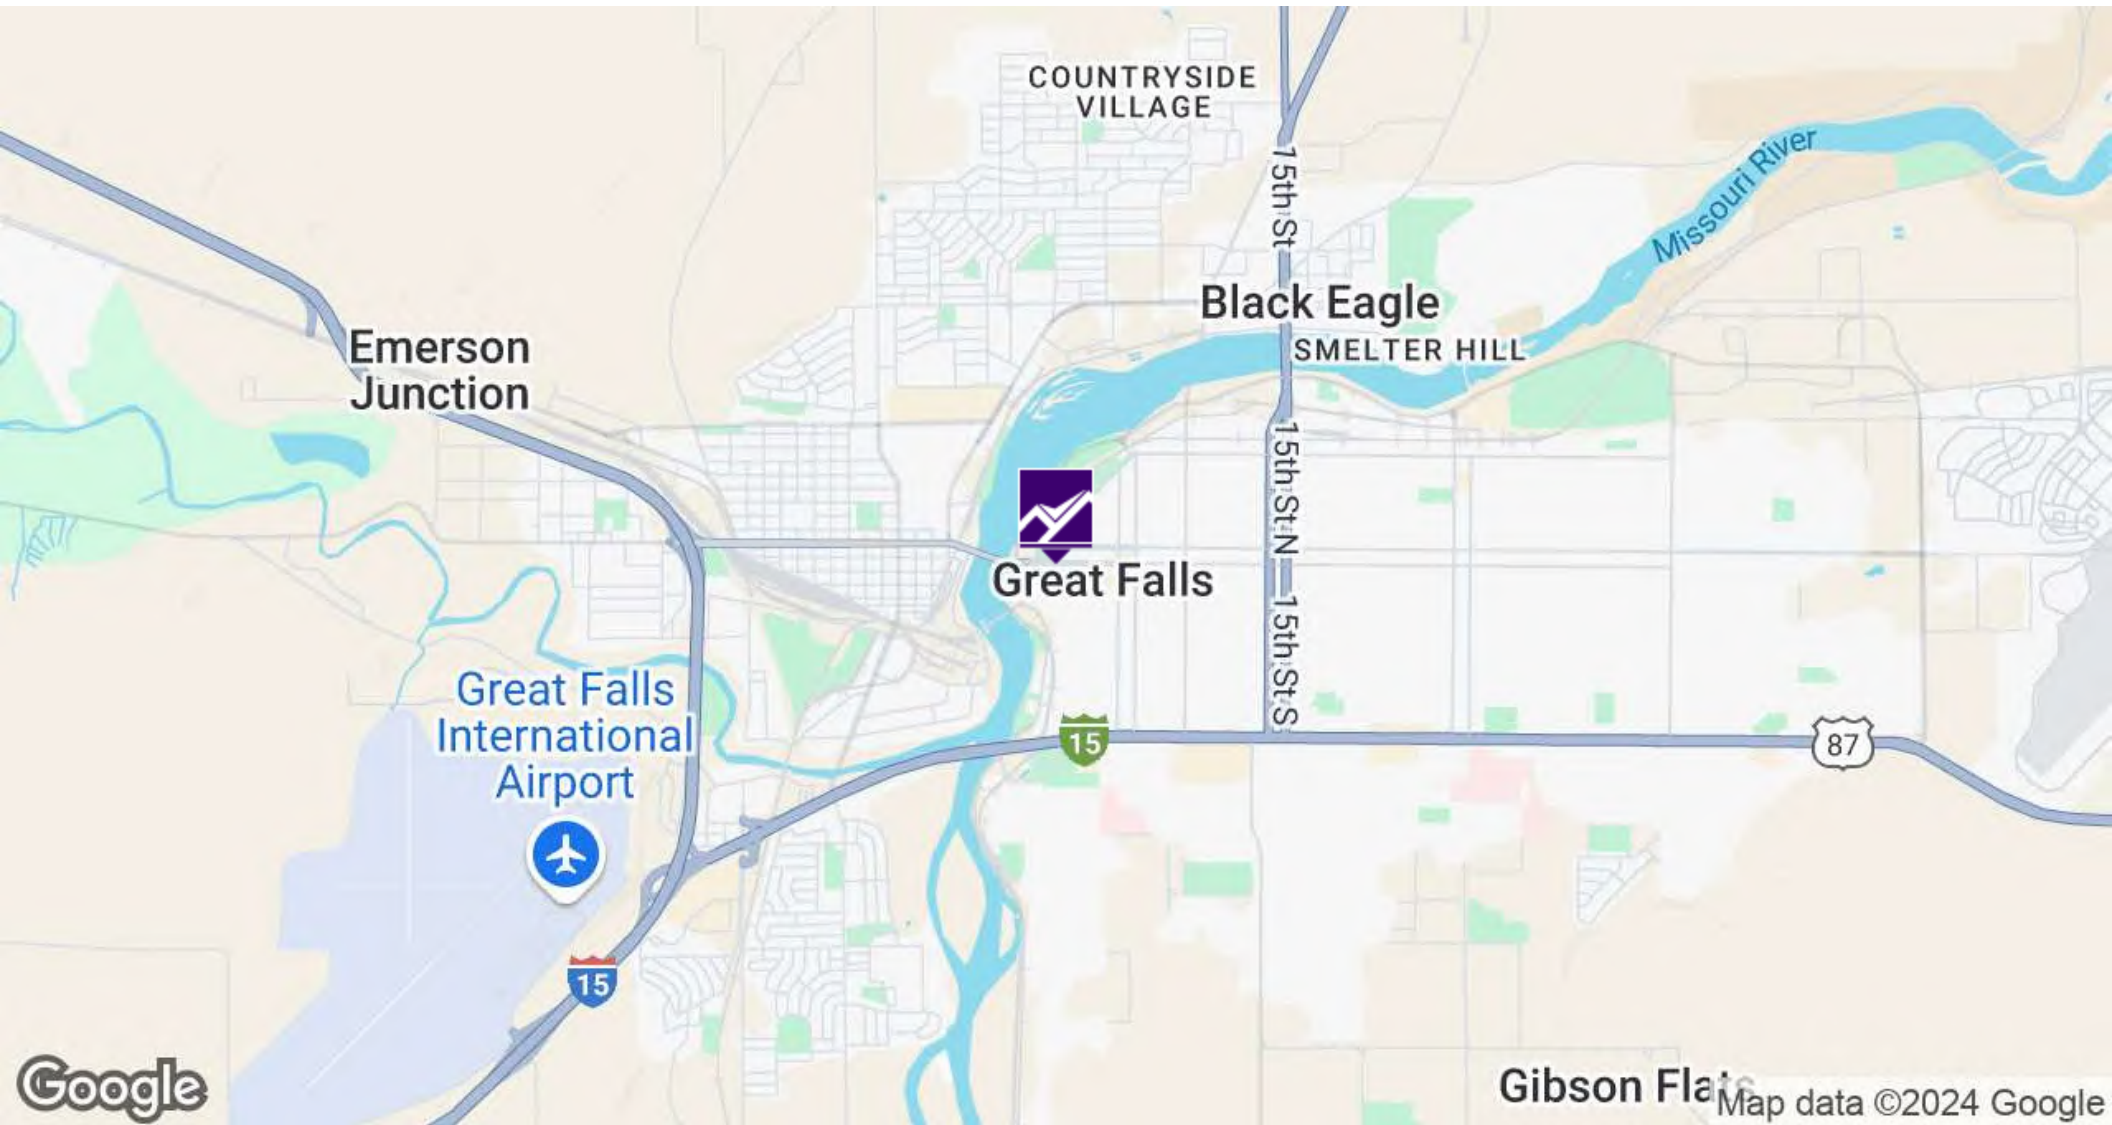 COUNTRYSIDE
VILLAGE
15th St
Missouri River
Black Eagle
SMELTER HILL
Emerson
Junction
15th St N
Great Falls
15th St S
Great Falls
International
Airport
15
87
15
Google
Gibson Flats
Map data ©2024 Google